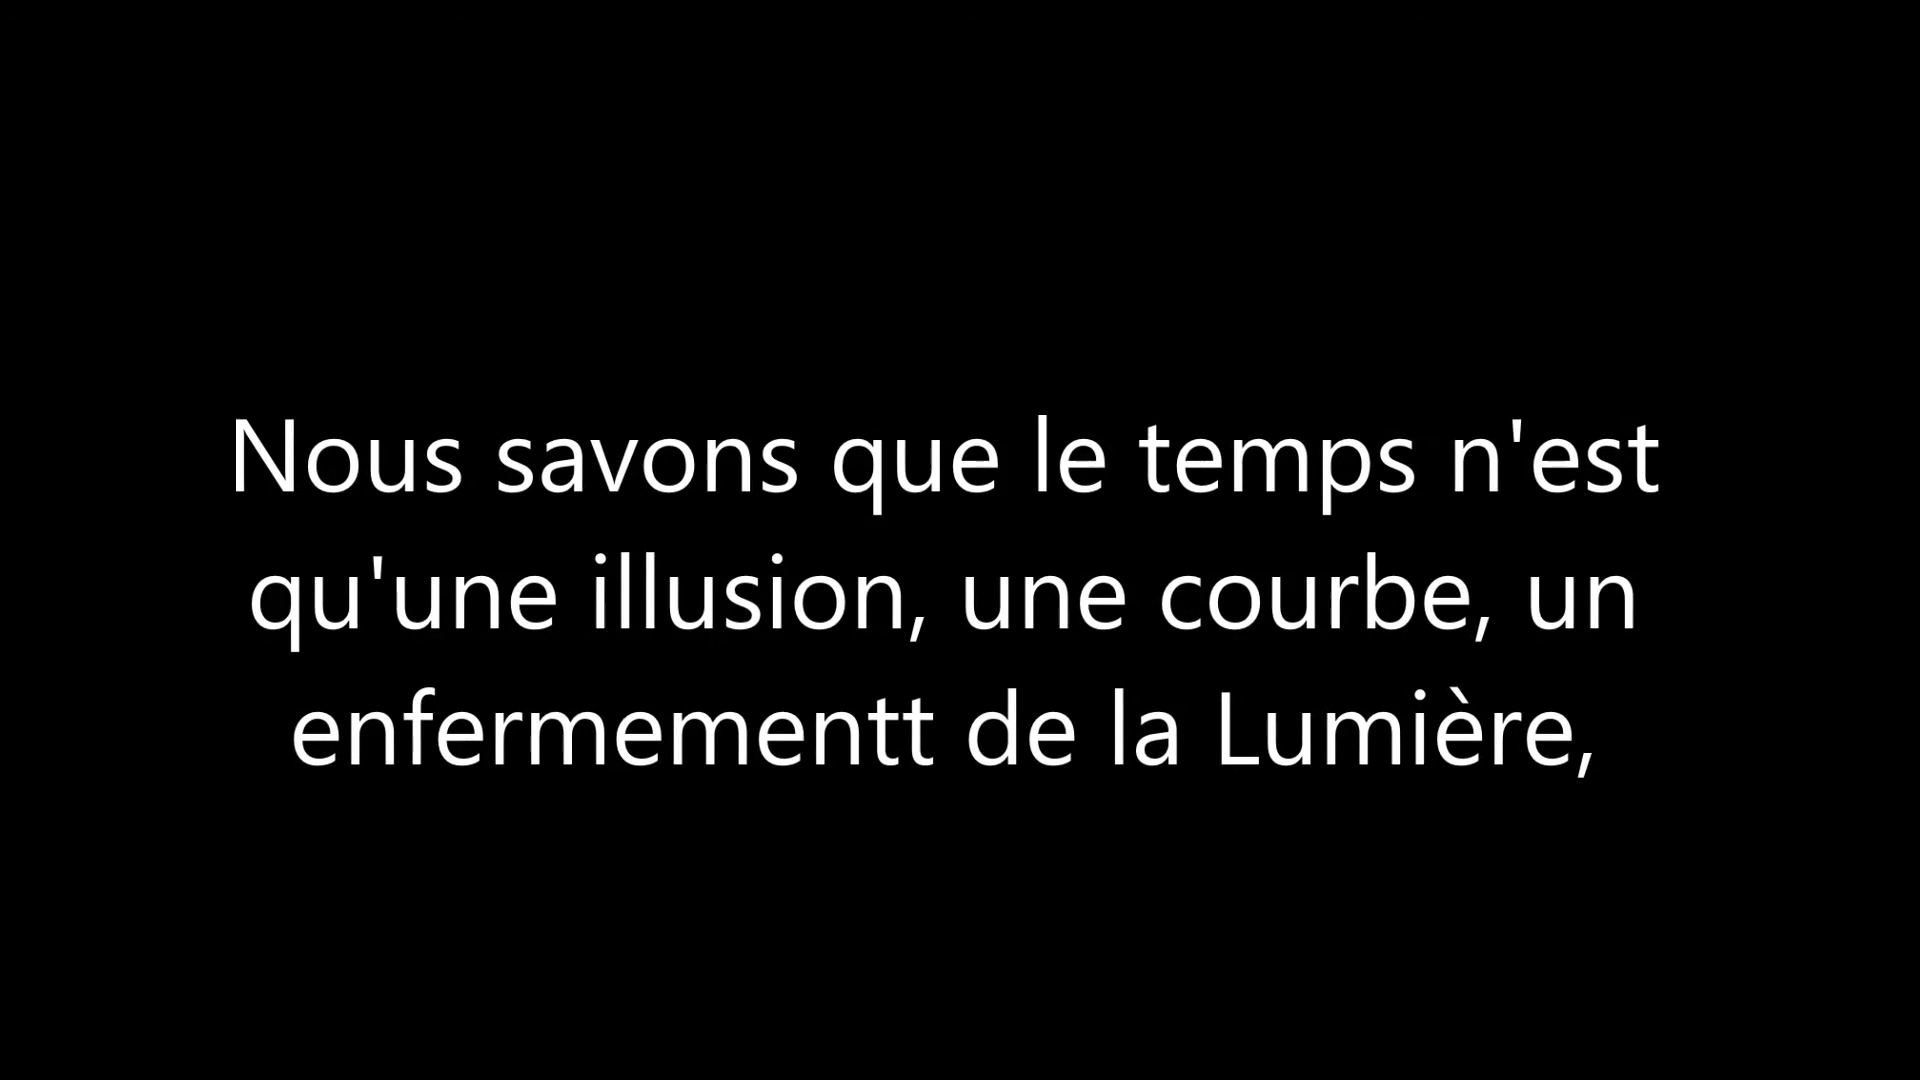 Nous savons que le temps n'est
qu'une illusion, une courbe, un
enfermementt de la Lumière,